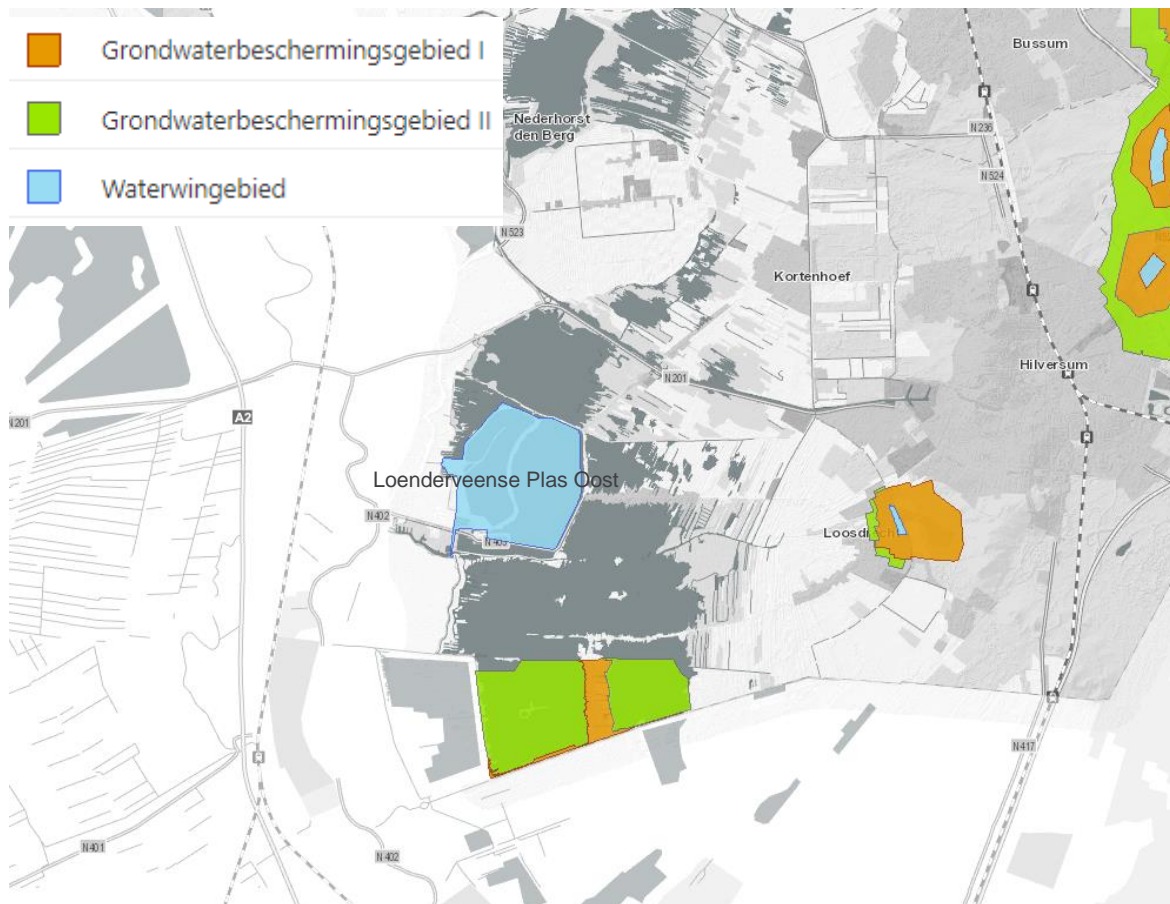 Grondwaterbeschermingsgebied I
Grondwaterbeschermingsgebied II
Waterwingebied
Bussum
Nederhorst
den Berg
N236
N524
N523
Kortenhoef
Hilversum
N201
N201
A2
Loenderveense Plas Oost
N402
N403
N417
N401
N402